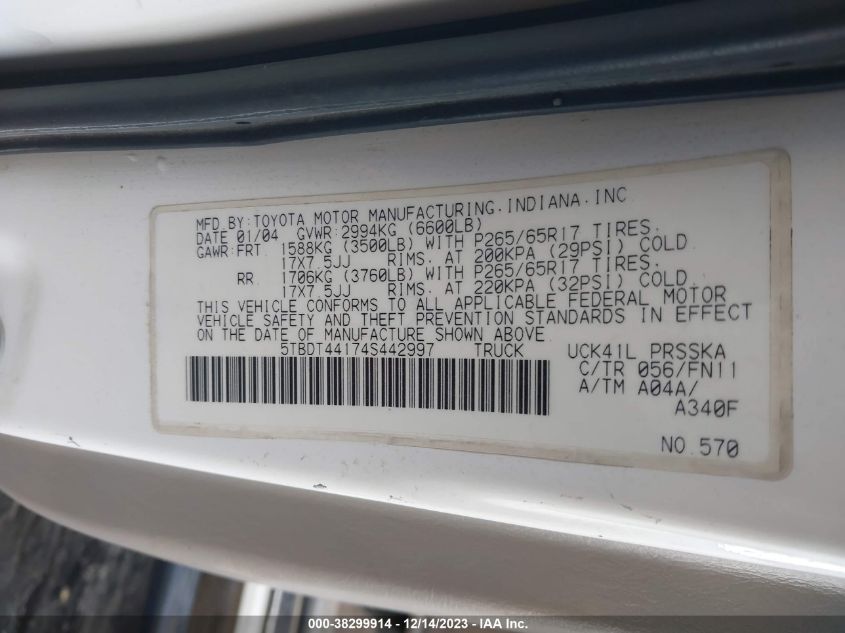 MFD.BY:TOYOTA MOTOR MANUFACTURING.INDIANA.INC
DATE 01/04 GVWR:2994KG (6600LB)
GAWR:FRT 1588KG (3500LB) WITH P265/65R17 TIRES.
17X7.5JJ RIMS. AT 200KPA (29PSI) COLD
RR 1706KG (3760LB) WITH P265/65R17 TIRES.
17X7.5JJ RIMS. AT 220KPA (32PSI) COLD.
THIS VEHICLE CONFORMS TO ALL APPLICABLE FEDERAL MOTOR
VEHICLE SAFETY AND THEFT PREVENTION STANDARDS IN EFFECT
ON THE DATE OF MANUFACTURE SHOWN ABOVE.
5TBDT44174S442997 TRUCK UCK41L PRSSKA
C/TR 056/FN11
A/TM A04A/
A340F
NO.570
000-38299914 - 12/14/2023 - IAA Inc.